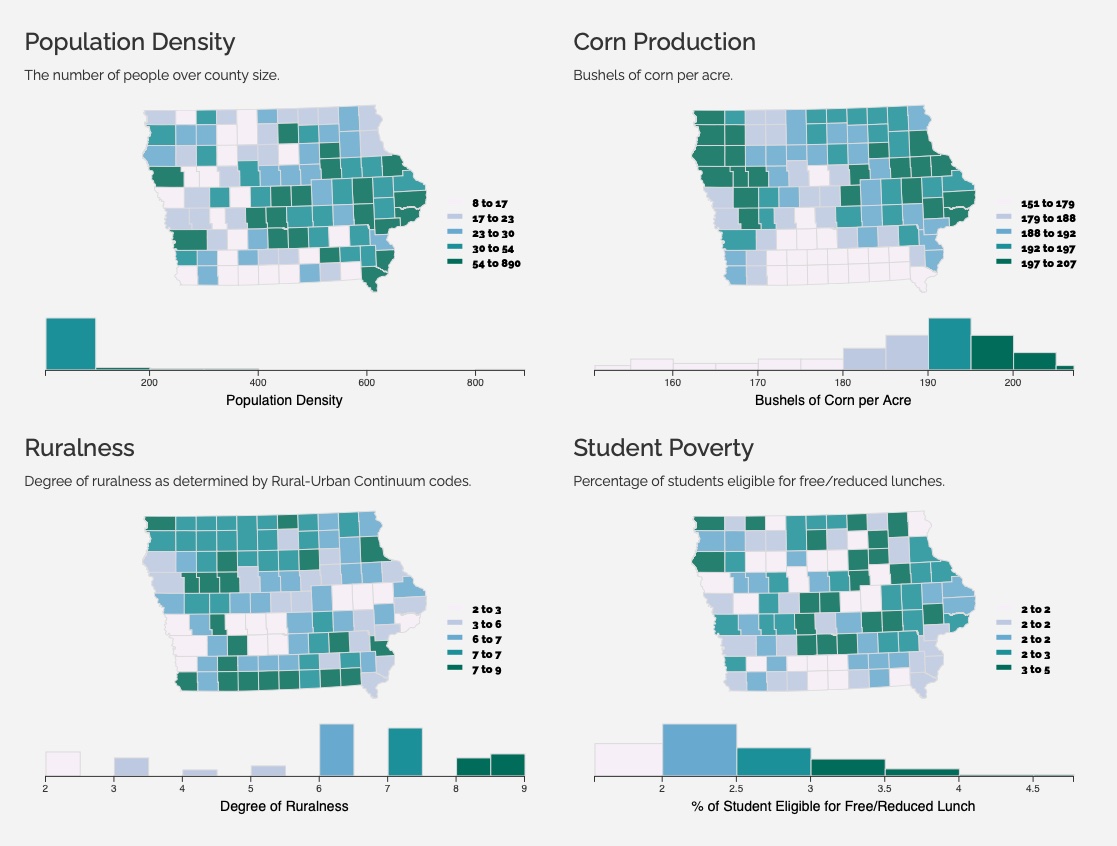 Population Density
The number of people over county size.
8 to 17
17 to 23
23 to 30
30 to 54
54 to 890
200 400 600 800
Population Density
Corn Production
Bushels of corn per acre.
151 to 179
179 to 188
188 to 192
192 to 197
197 to 207
160 170 180 190 200
Bushels of Corn per Acre
Ruralness
Degree of ruralness as determined by Rural-Urban Continuum codes.
2 to 3
3 to 6
6 to 7
7 to 7
7 to 9
2 3 4 5 6 7 8 9
Degree of Ruralness
Student Poverty
Percentage of students eligible for free/reduced lunches.
2 to 2
2 to 2
2 to 2
2 to 3
3 to 5
2 2.5 3 3.5 4 4.5
% of Student Eligible for Free/Reduced Lunch